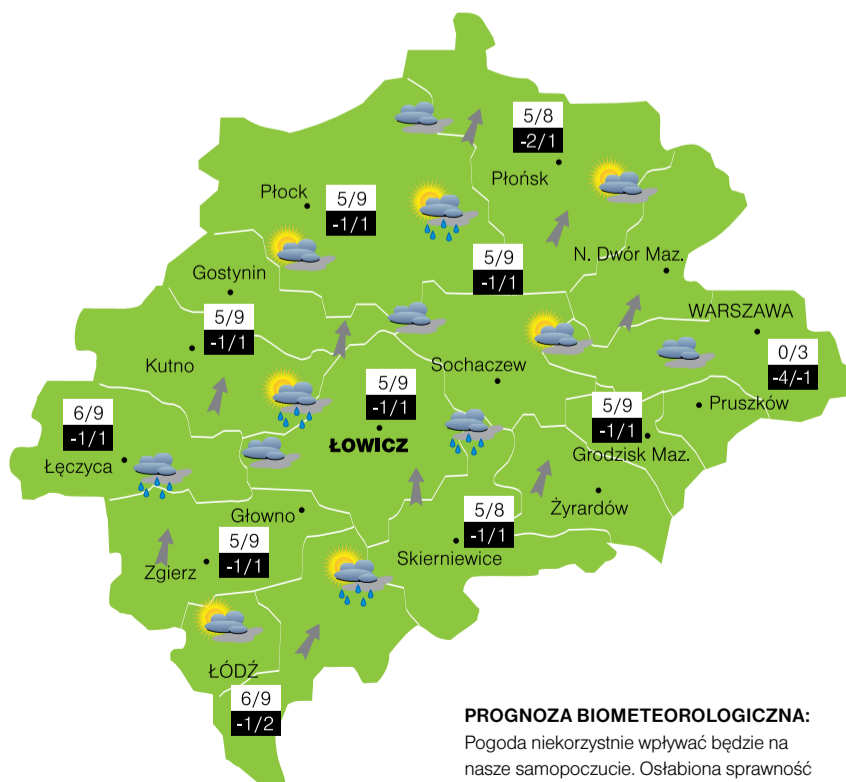 5/8
-2/1
Płońsk
Płock
5/9
-1/1
N. Dwór Maz.
5/9
-1/1
Gostynin
WARSZAWA
5/9
-1/1
Kutno
0/3
-4/-1
Sochaczew
5/9
-1/1
ŁOWICZ
Pruszków
5/9
-1/1
Grodzisk Maz.
6/9
-1/1
Łęczyca
Żyrardów
Głowno
5/8
-1/1
Skierniewice
5/9
-1/1
Zgierz
ŁÓDŹ
6/9
-1/2
PROGNOZA BIOMETEOROLOGICZNA:
Pogoda niekorzystnie wpływać będzie na
nasze samopoczucie. Osłabiona sprawność